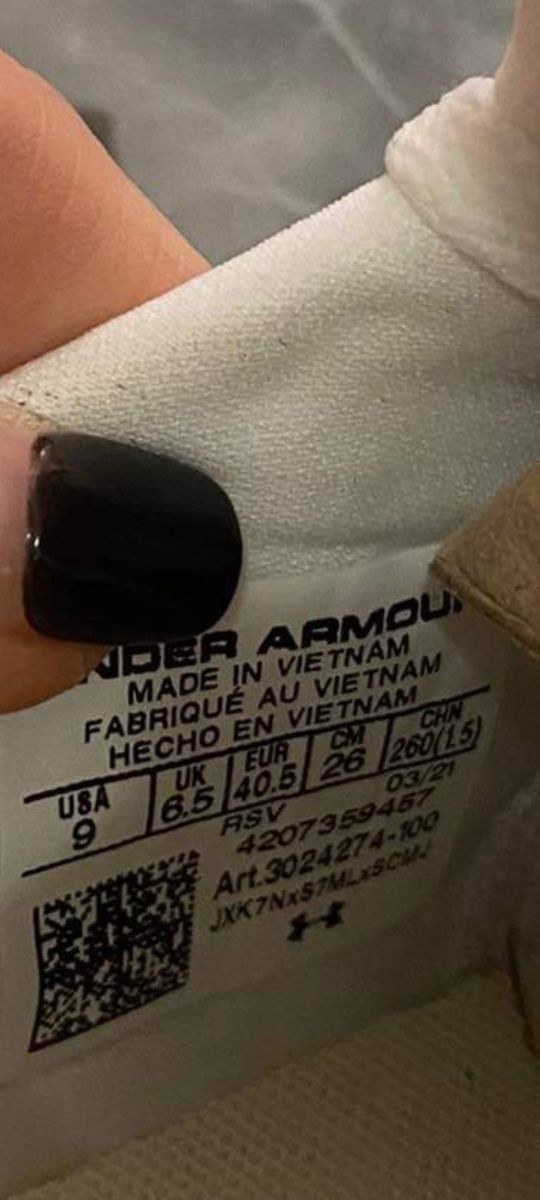 NDER ARMOU
MADE IN VIETNAM
FABRIQUÉ AU VIETNAM
HECHO EN VIETNAM
USA UK EUR CM CHN
9 6.5 40.5 26 260(1.5)
RSV 03/21
4207359457
Art.3024274-100
JXK7NxS7MLxSCMJ